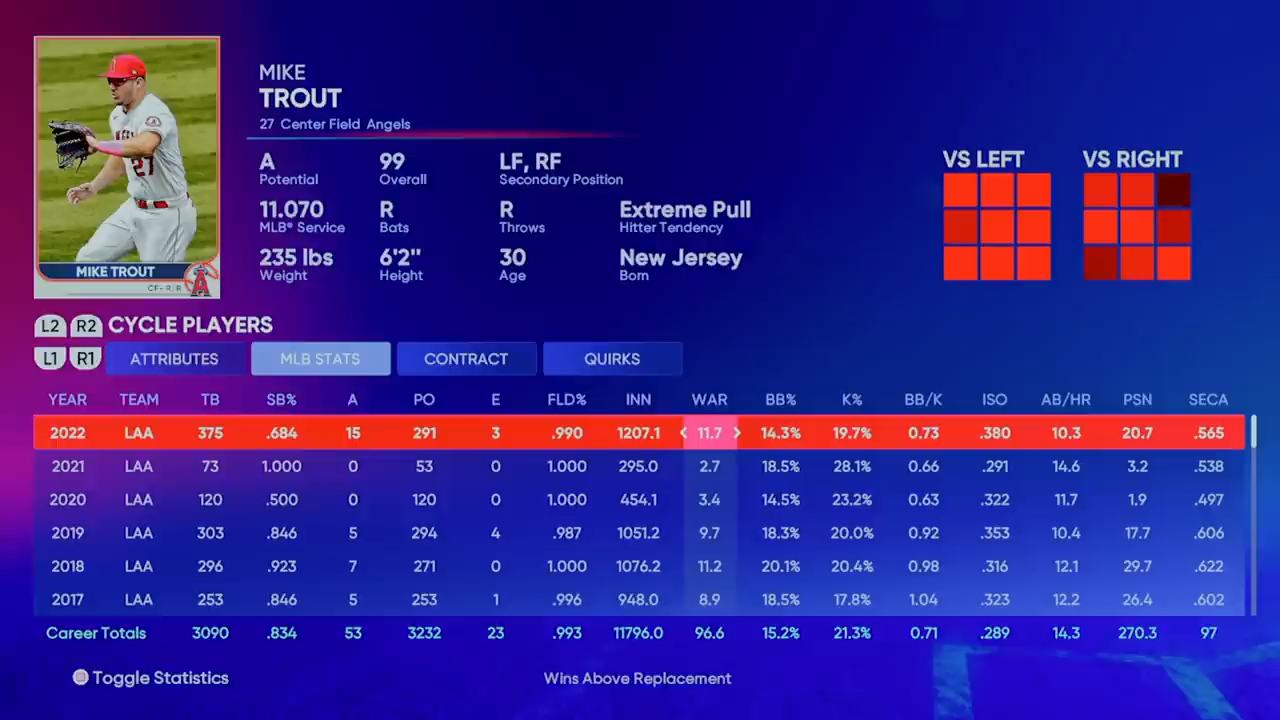 MIKE
TROUT
27 Center Field Angels
A
Potential
99
Overall
LF, RF
Secondary Position
11.070
MLB® Service
R
Bats
R
Throws
Extreme Pull
Hitter Tendency
235 lbs
Weight
6'2"
Height
30
Age
New Jersey
Born
27
MIKE TROUT
CF- R/R
VS LEFT
VS RIGHT
L2 R2 CYCLE PLAYERS
L1 R1 ATTRIBUTES MLB STATS CONTRACT QUIRKS
YEAR TEAM TB SB% A PO E FLD% INN WAR BB% K% BB/K ISO AB/HR PSN SECA
2022 LAA 375 .684 15 291 3 .990 1207.1 11.7 14.3% 19.7% 0.73 .380 10.3 20.7 .565
2021 LAA 73 1.000 0 53 0 1.000 295.0 2.7 18.5% 28.1% 0.66 .291 14.6 3.2 .538
2020 LAA 120 .500 0 120 0 1.000 454.1 3.4 14.5% 23.2% 0.63 .322 11.7 1.9 .497
2019 LAA 303 .846 5 294 4 .987 1051.2 9.7 18.3% 20.0% 0.92 .353 10.4 17.7 .606
2018 LAA 296 .923 7 271 0 1.000 1076.2 11.2 20.1% 20.4% 0.98 .316 12.1 29.7 .622
2017 LAA 253 .846 5 253 1 .996 948.0 8.9 18.5% 17.8% 1.04 .323 12.2 26.4 .602
Career Totals 3090 .834 53 3232 23 .993 11796.0 96.6 15.2% 21.3% 0.71 .289 14.3 270.3 97
Toggle Statistics
Wins Above Replacement